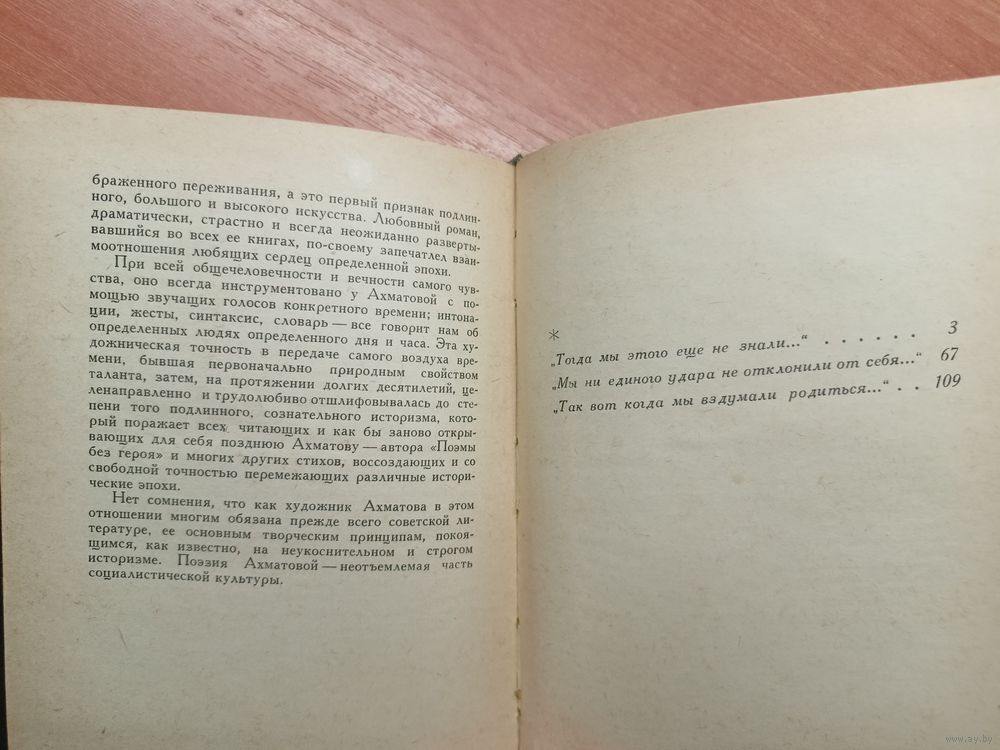 браженного переживания, а это первый признак подлин-
ного, большого и высокого искусства. Любовный роман,
драматически, страстно и всегда неожиданно разверты-
вавшийся во всех ее книгах, по-своему запечатлел взаи-
моотношения любящих сердец определенной эпохи.
При всей общечеловечности и вечности самого чув-
ства, оно всегда инструментовано у Ахматовой с по-
мощью звучащих голосов конкретного времени; интона-
ции, жесты, синтаксис, словарь — все говорит нам об
определенных людях определенного дня и часа. Эта ху-
дожническая точность в передаче самого воздуха вре-
мени, бывшая первоначально природным свойством
таланта, затем, на протяжении долгих десятилетий, це-
ленаправленно и трудолюбиво отшлифовывалась до сте-
пени того подлинного, сознательного историзма, кото-
рый поражает всех читающих и как бы заново откры-
вающих для себя позднюю Ахматову — автора «Поэмы
без героя» и многих других стихов, воссоздающих и со
свободной точностью перемежающих различные истори-
ческие эпохи.
Нет сомнения, что как художник Ахматова в этом
отношении многим обязана прежде всего советской ли-
тературе, ее основным творческим принципам, покоя-
щимся, как известно, на неукоснительном и строгом
историзме. Поэзия Ахматовой — неотъемлемая часть
социалистической культуры.
*
„Тогда мы этого еще не знали...“ . . . . . . 3
„Мы ни единого удара не отклонили от себя...“ 67
„Так вот когда мы вздумали родиться...“ . . 109
www.ay.by